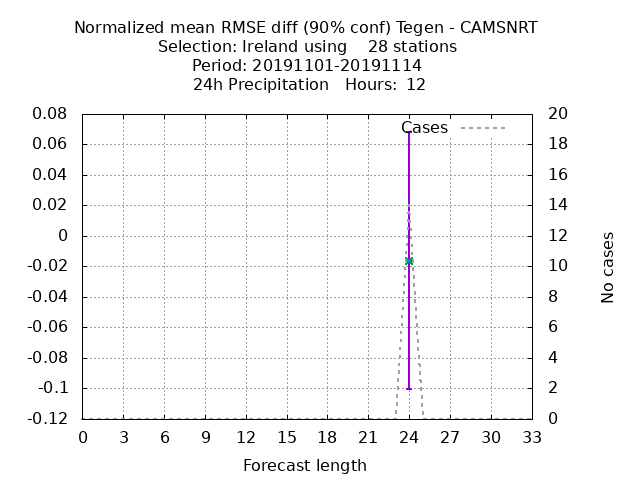 Normalized mean RMSE diff (90% conf) Tegen - CAMSNRT
Selection: Ireland using    28 stations
Period: 20191101-20191114
24h Precipitation   Hours:  12
Cases
0.08
0.06
0.04
0.02
0
-0.02
-0.04
-0.06
-0.08
-0.1
-0.12
20
18
16
14
12
10
8
6
4
2
0
No cases
0 3 6 9 12 15 18 21 24 27 30 33
Forecast length